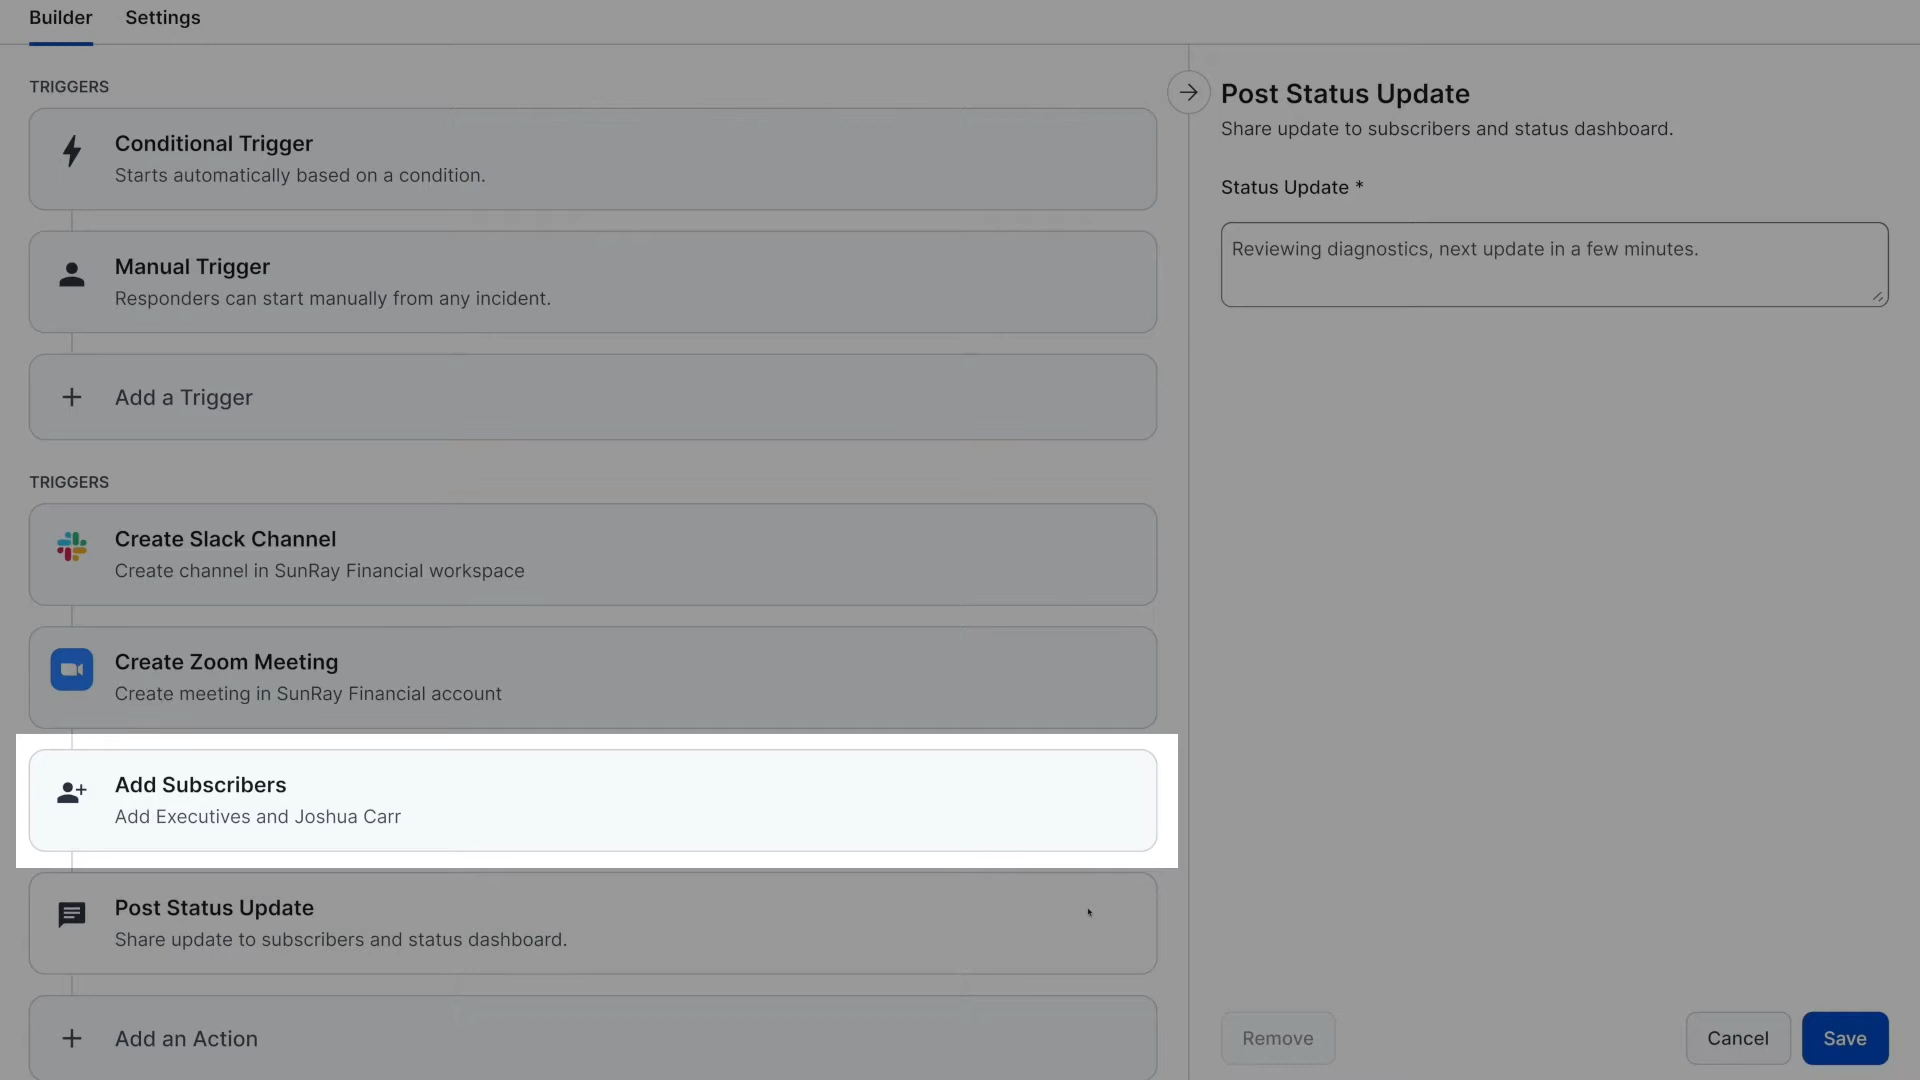 Builder
Settings
TRIGGERS
Conditional Trigger
Starts automatically based on a condition.
Manual Trigger
Responders can start manually from any incident.
Add a Trigger
TRIGGERS
Create Slack Channel
Create channel in SunRay Financial workspace
Create Zoom Meeting
Create meeting in SunRay Financial account
Add Subscribers
Add Executives and Joshua Carr
Post Status Update
Share update to subscribers and status dashboard.
Add an Action
Post Status Update
Share update to subscribers and status dashboard.
Status Update *
Reviewing diagnostics, next update in a few minutes.
Remove
Cancel
Save